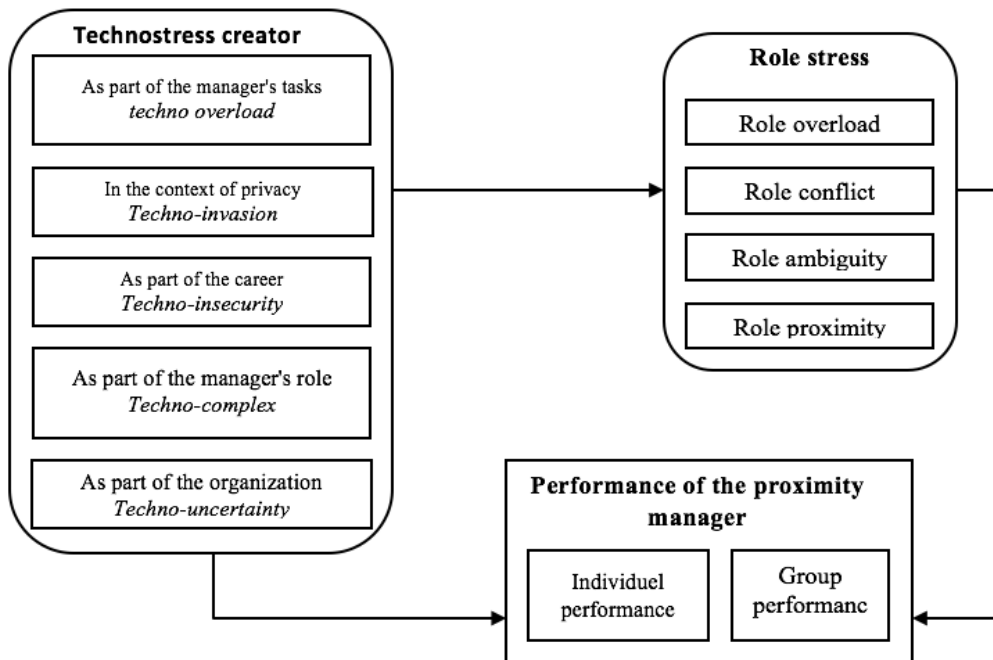 Technostress creator
As part of the manager's tasks
techno overload
In the context of privacy
Techno-invasion
As part of the career
Techno-insecurity
As part of the manager's role
Techno-complex
As part of the organization
Techno-uncertainty
Role stress
Role overload
Role conflict
Role ambiguity
Role proximity
Performance of the proximity
manager
Individuel
performance
Group
performanc